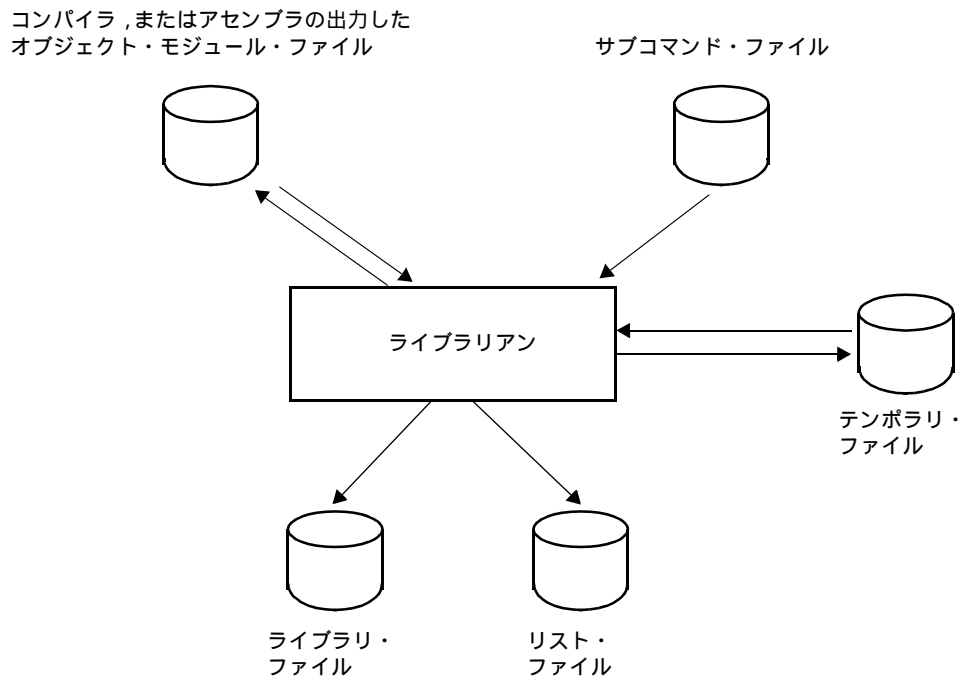 コンパイラ ,またはアセンブラの出力した
オブジェクト・モジュール・ファイル
サブコマンド・ファイル
ライブラリアン
テンポラリ・
ファイル
ライブラリ・
ファイル
リスト・
ファイル